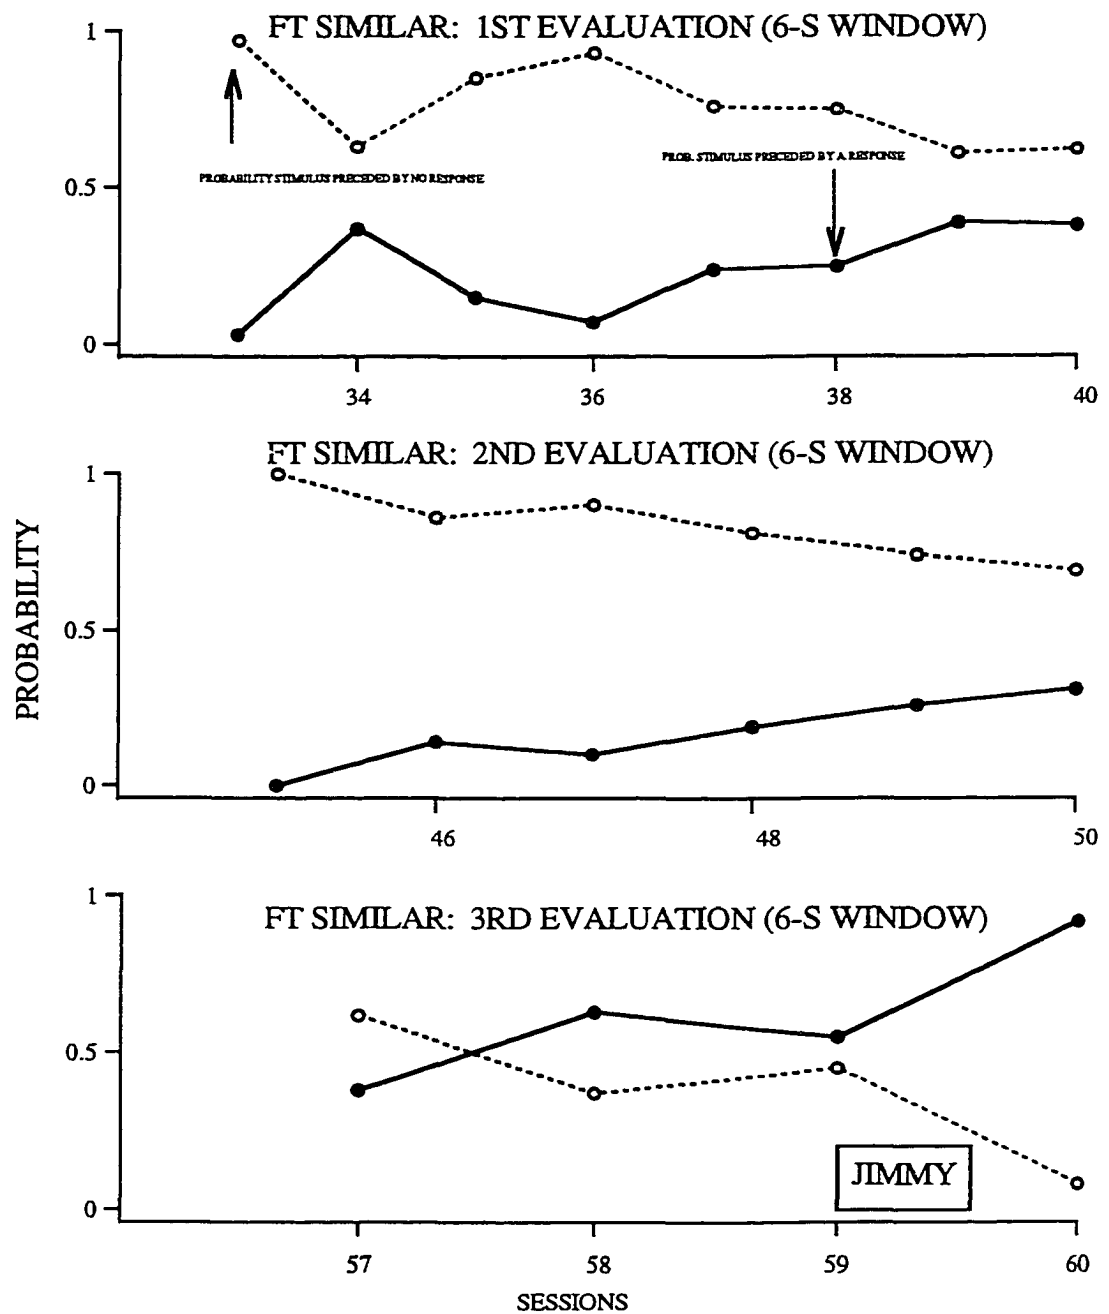 FT SIMILAR: 1ST EVALUATION (6-S WINDOW)
1
PROB. STIMULUS PRECEDED BY A RESPONSE
PROBABILITY STIMULUS PRECEDED BY NO RESPONSE
0.5
0
34 36 38 40
FT SIMILAR: 2ND EVALUATION (6-S WINDOW)
1
PROBABILITY
0.5
0
46 48 50
FT SIMILAR: 3RD EVALUATION (6-S WINDOW)
1
0.5
JIMMY
0
57 58 59 60
SESSIONS